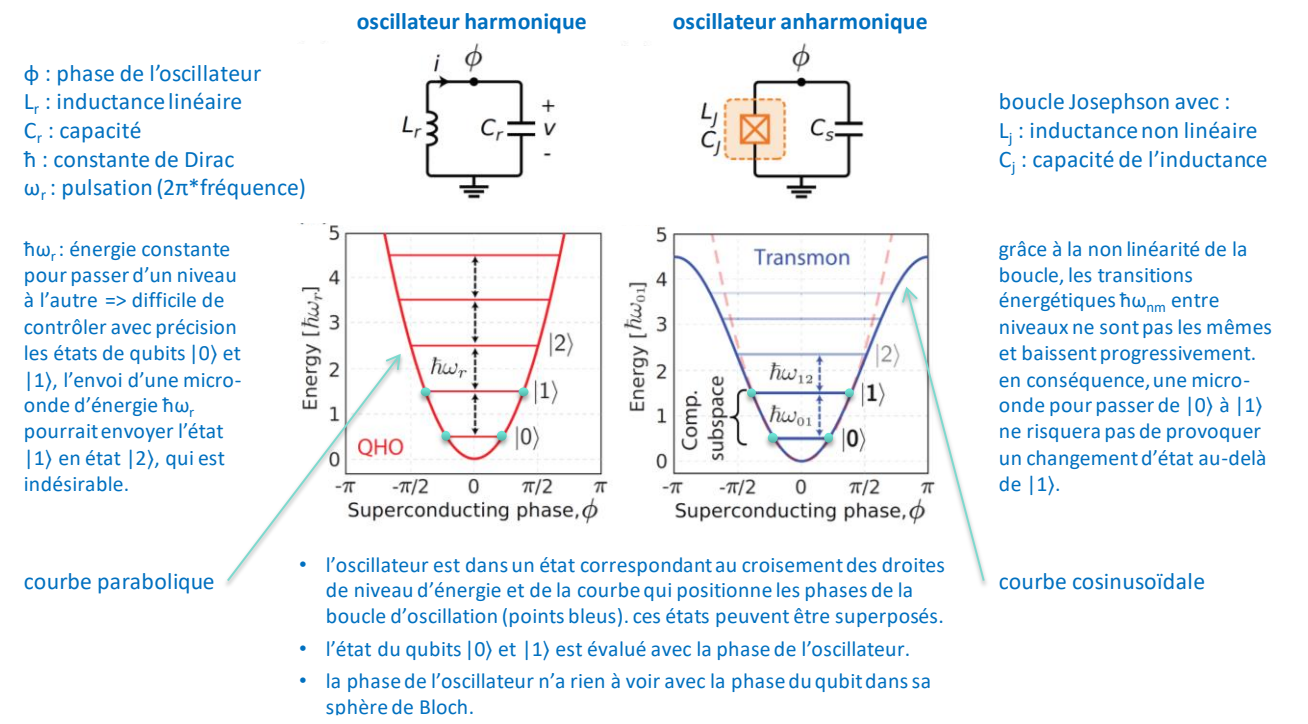 oscillateur harmonique
oscillateur anharmonique
ϕ : phase de l'oscillateur
Lr : inductance linéaire
Cr : capacité
ħ : constante de Dirac
ωr : pulsation (2π*fréquence)
i
ϕ
Lr
Cr
+
v
-
ϕ
LJ
CJ
Cs
boucle Josephson avec :
Lj : inductance non linéaire
Cj : capacité de l'inductance
ħωr : énergie constante
pour passer d'un niveau
à l'autre => difficile de
contrôler avec précision
les états de qubits |0⟩ et
|1⟩, l'envoi d'une micro-
onde d'énergie ħωr
pourrait envoyer l'état
|1⟩ en état |2⟩, qui est
indésirable.
Energy [ħωr]
5
4
3
2
1
0
ħωr
|2⟩
|1⟩
|0⟩
QHO
-π -π/2 0 π/2 π
Superconducting phase, ϕ
Energy [ħω01]
5
4
3
2
1
0
Transmon
|2⟩
ħω12
|1⟩
ħω01
|0⟩
Comp.
subspace
-π -π/2 0 π/2 π
Superconducting phase, ϕ
grâce à la non linéarité de la
boucle, les transitions
énergétiques ħωnm entre
niveaux ne sont pas les mêmes
et baissent progressivement.
en conséquence, une micro-
onde pour passer de |0⟩ à |1⟩
ne risquera pas de provoquer
un changement d'état au-delà
de |1⟩.
courbe parabolique
courbe cosinusoïdale
• l'oscillateur est dans un état correspondant au croisement des droites
de niveau d'énergie et de la courbe qui positionne les phases de la
boucle d'oscillation (points bleus). ces états peuvent être superposés.
• l'état du qubits |0⟩ et |1⟩ est évalué avec la phase de l'oscillateur.
• la phase de l'oscillateur n'a rien à voir avec la phase du qubit dans sa
sphère de Bloch.